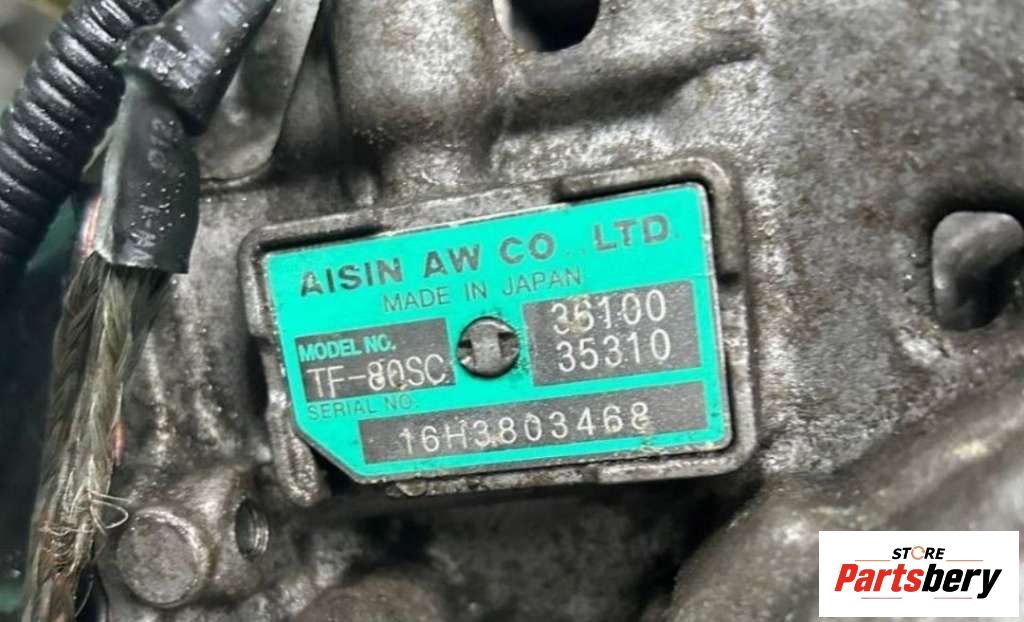 AISIN AW CO., LTD.
MADE IN JAPAN
MODEL NO.
TF-80SC
36100
35310
SERIAL NO.
16H3803468
STORE
Partsbery